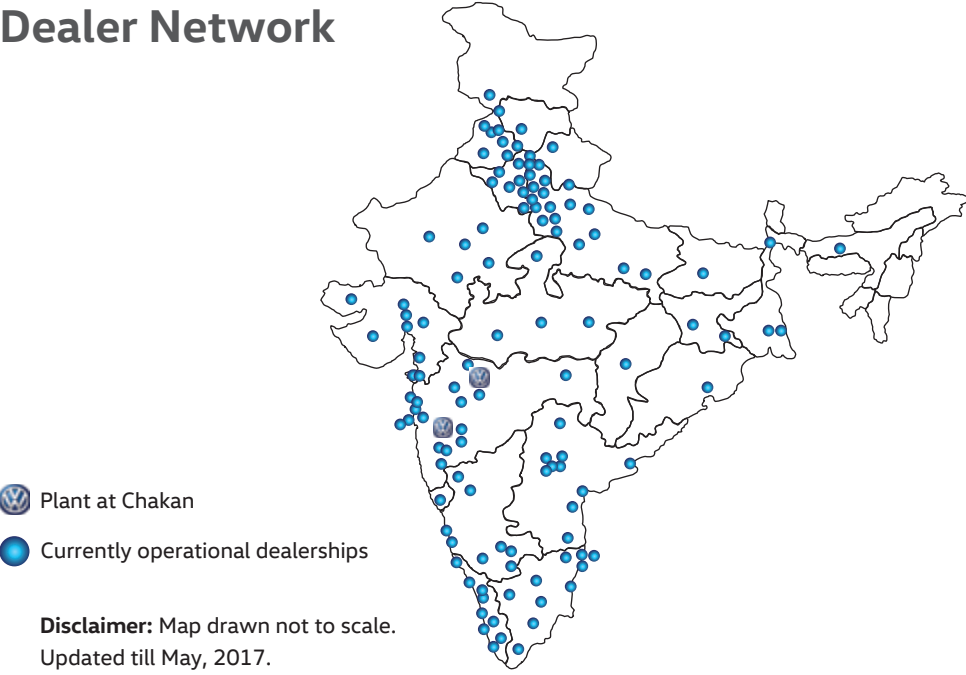 Dealer Network
Plant at Chakan
Currently operational dealerships
Disclaimer: Map drawn not to scale.
Updated till May, 2017.